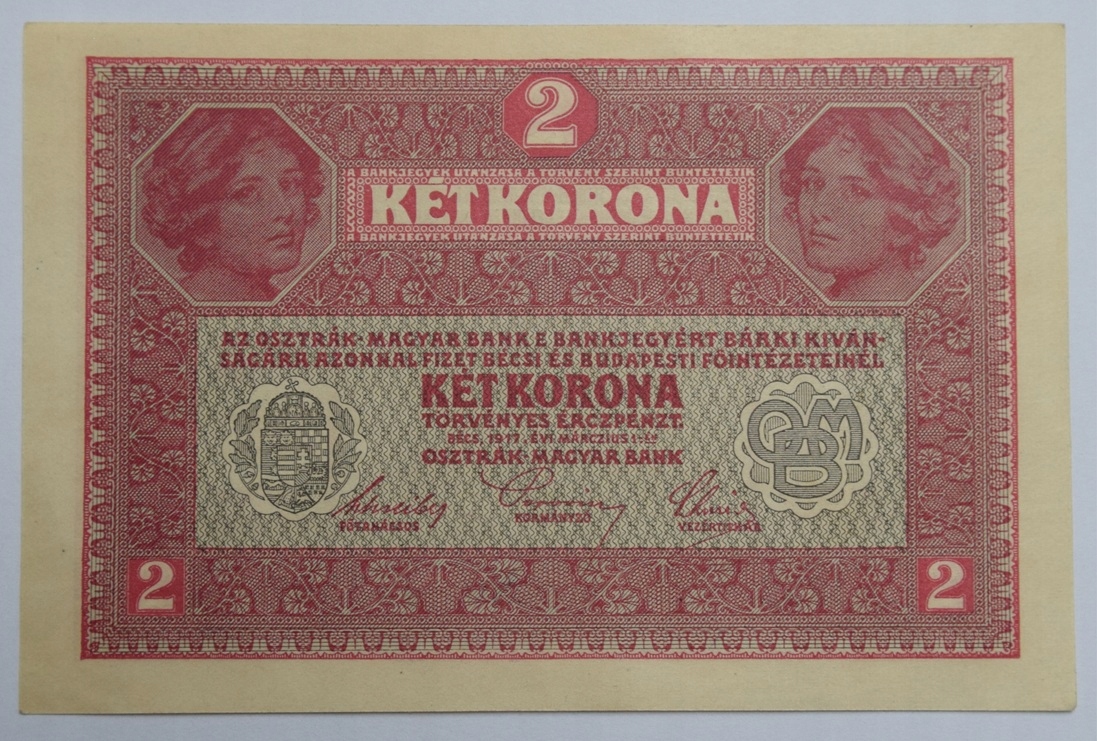 2
A BANKJEGYEK UTÁNZÁSA A TÖRVÉNY SZERINT BÜNTETTETIK
KÉT KORONA
A BANKJEGYEK UTÁNZÁSA A TÖRVÉNY SZERINT BÜNTETTETIK
AZ OSZTRÁK-MAGYAR BANK E BANKJEGYÉRT BÁRKI KIVÁN-
SÁGÁRA AZONNAL FIZET BÉCSI ÉS BUDAPESTI FŐINTÉZETEINÉL
KÉT KORONA
TÖRVÉNYES ÉRCZPÉNZT.
BÉCS, 1917. ÉVI MÁRCZIUS 1-ÉN
OSZTRÁK-MAGYAR BANK
FŐTANÁCSOS KORMÁNYZÓ VEZÉRTITKÁR
2 2